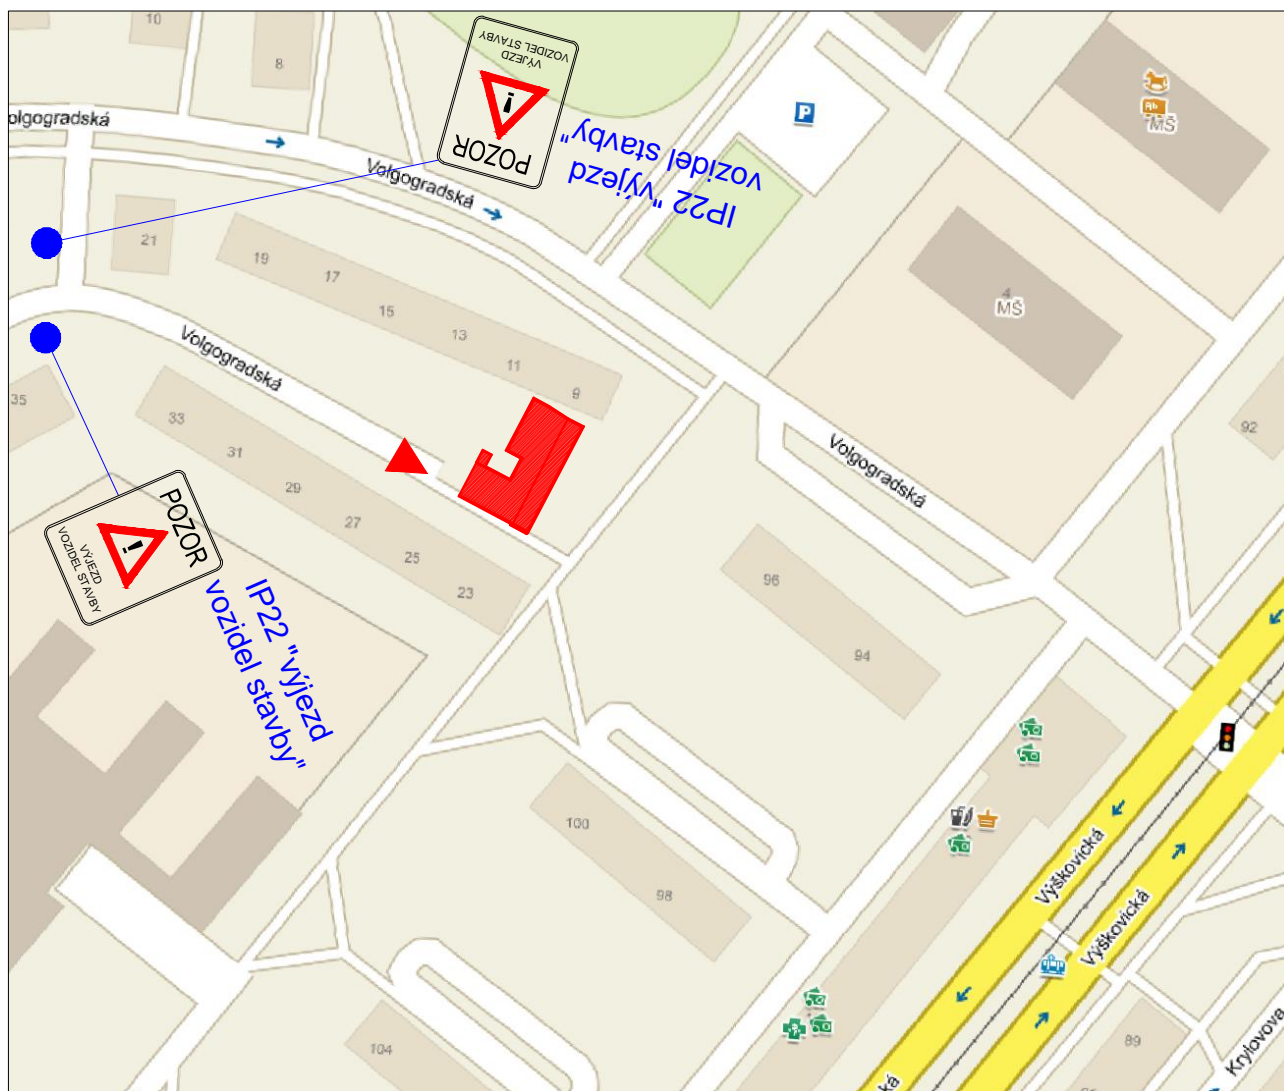 10
8
VÝJEZD
VOZIDEL STAVBY
POZOR
IP22 "výjezd
vozidel stavby"
P
MŠ
olgogradská
Volgogradská
21
19
17
15
13
11
9
4
MŠ
Volgogradská
35
33
31
29
27
25
23
92
Volgogradská
POZOR
VÝJEZD
VOZIDEL STAVBY
IP22 "výjezd
vozidel stavby"
96
94
100
98
Výškovická
Výškovická
104
89
Krylovova
ká